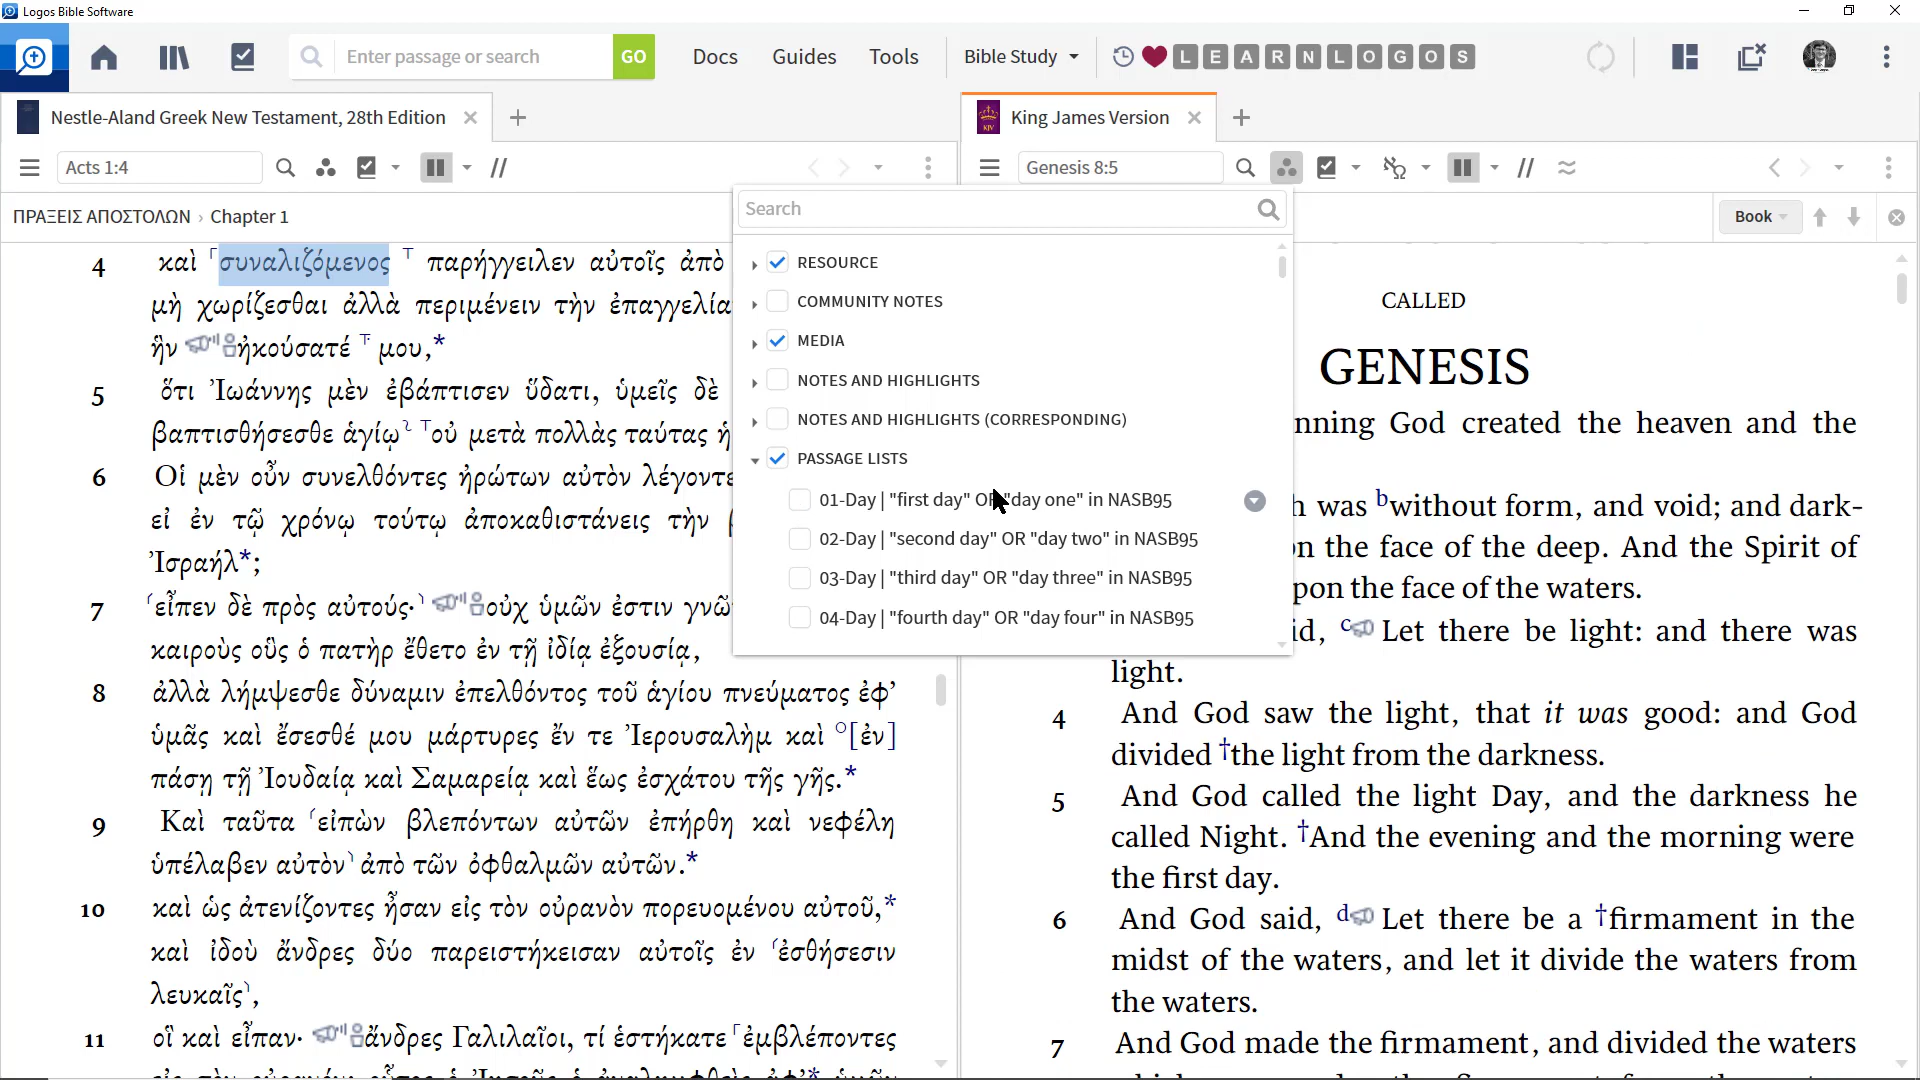 Logos Bible Software
Enter passage or search
GO
Docs
Guides
Tools
Bible Study
L E A R N L O G O S
Nestle-Aland Greek New Testament, 28th Edition
Acts 1:4
ΠΡΑΞΕΙΣ ΑΠΟΣΤΟΛΩΝ › Chapter 1
4 καὶ ⸀συναλιζόμενος ⸆ παρήγγειλεν αὐτοῖς ἀπὸ
μὴ χωρίζεσθαι ἀλλὰ περιμένειν τὴν ἐπαγγελία
ἣν ἠκούσατέ ⸆ μου,*
5 ὅτι Ἰωάννης μὲν ἐβάπτισεν ὕδατι, ὑμεῖς δὲ
βαπτισθήσεσθε ἁγίῳ⸊ ⸆οὐ μετὰ πολλὰς ταύτας ἡ
6 Οἱ μὲν οὖν συνελθόντες ἠρώτων αὐτὸν λέγοντε
εἰ ἐν τῷ χρόνῳ τούτῳ ἀποκαθιστάνεις τὴν β
Ἰσραήλ*;
7 ⸂εἶπεν δὲ πρὸς αὐτούς·⸃ οὐχ ὑμῶν ἐστιν γνῶ
καιροὺς οὓς ὁ πατὴρ ἔθετο ἐν τῇ ἰδίᾳ ἐξουσίᾳ,
8 ἀλλὰ λήμψεσθε δύναμιν ἐπελθόντος τοῦ ἁγίου πνεύματος ἐφ’
ὑμᾶς καὶ ἔσεσθέ μου μάρτυρες ἔν τε Ἰερουσαλὴμ καὶ ⸰[ἐν]
πάσῃ τῇ Ἰουδαίᾳ καὶ Σαμαρείᾳ καὶ ἕως ἐσχάτου τῆς γῆς.*
9 Καὶ ταῦτα ⸂εἰπὼν βλεπόντων αὐτῶν ἐπήρθη καὶ νεφέλη
ὑπέλαβεν αὐτὸν⸃ ἀπὸ τῶν ὀφθαλμῶν αὐτῶν.*
10 καὶ ὡς ἀτενίζοντες ἦσαν εἰς τὸν οὐρανὸν πορευομένου αὐτοῦ,*
καὶ ἰδοὺ ἄνδρες δύο παρειστήκεισαν αὐτοῖς ἐν ⸂ἐσθήσεσιν
λευκαῖς⸃,
11 οἳ καὶ εἶπαν· ἄνδρες Γαλιλαῖοι, τί ἑστήκατε ⸀ἐμβλέποντες
Search
RESOURCE
COMMUNITY NOTES
MEDIA
NOTES AND HIGHLIGHTS
NOTES AND HIGHLIGHTS (CORRESPONDING)
PASSAGE LISTS
01-Day | "first day" OR "day one" in NASB95
02-Day | "second day" OR "day two" in NASB95
03-Day | "third day" OR "day three" in NASB95
04-Day | "fourth day" OR "day four" in NASB95
King James Version
Genesis 8:5
Book
CALLED
GENESIS
nning God created the heaven and the
h was bwithout form, and void; and dark-
n the face of the deep. And the Spirit of
pon the face of the waters.
id, c Let there be light: and there was
light.
4 And God saw the light, that it was good: and God
divided †the light from the darkness.
5 And God called the light Day, and the darkness he
called Night. †And the evening and the morning were
the first day.
6 And God said, d Let there be a †firmament in the
midst of the waters, and let it divide the waters from
the waters.
7 And God made the firmament, and divided the waters